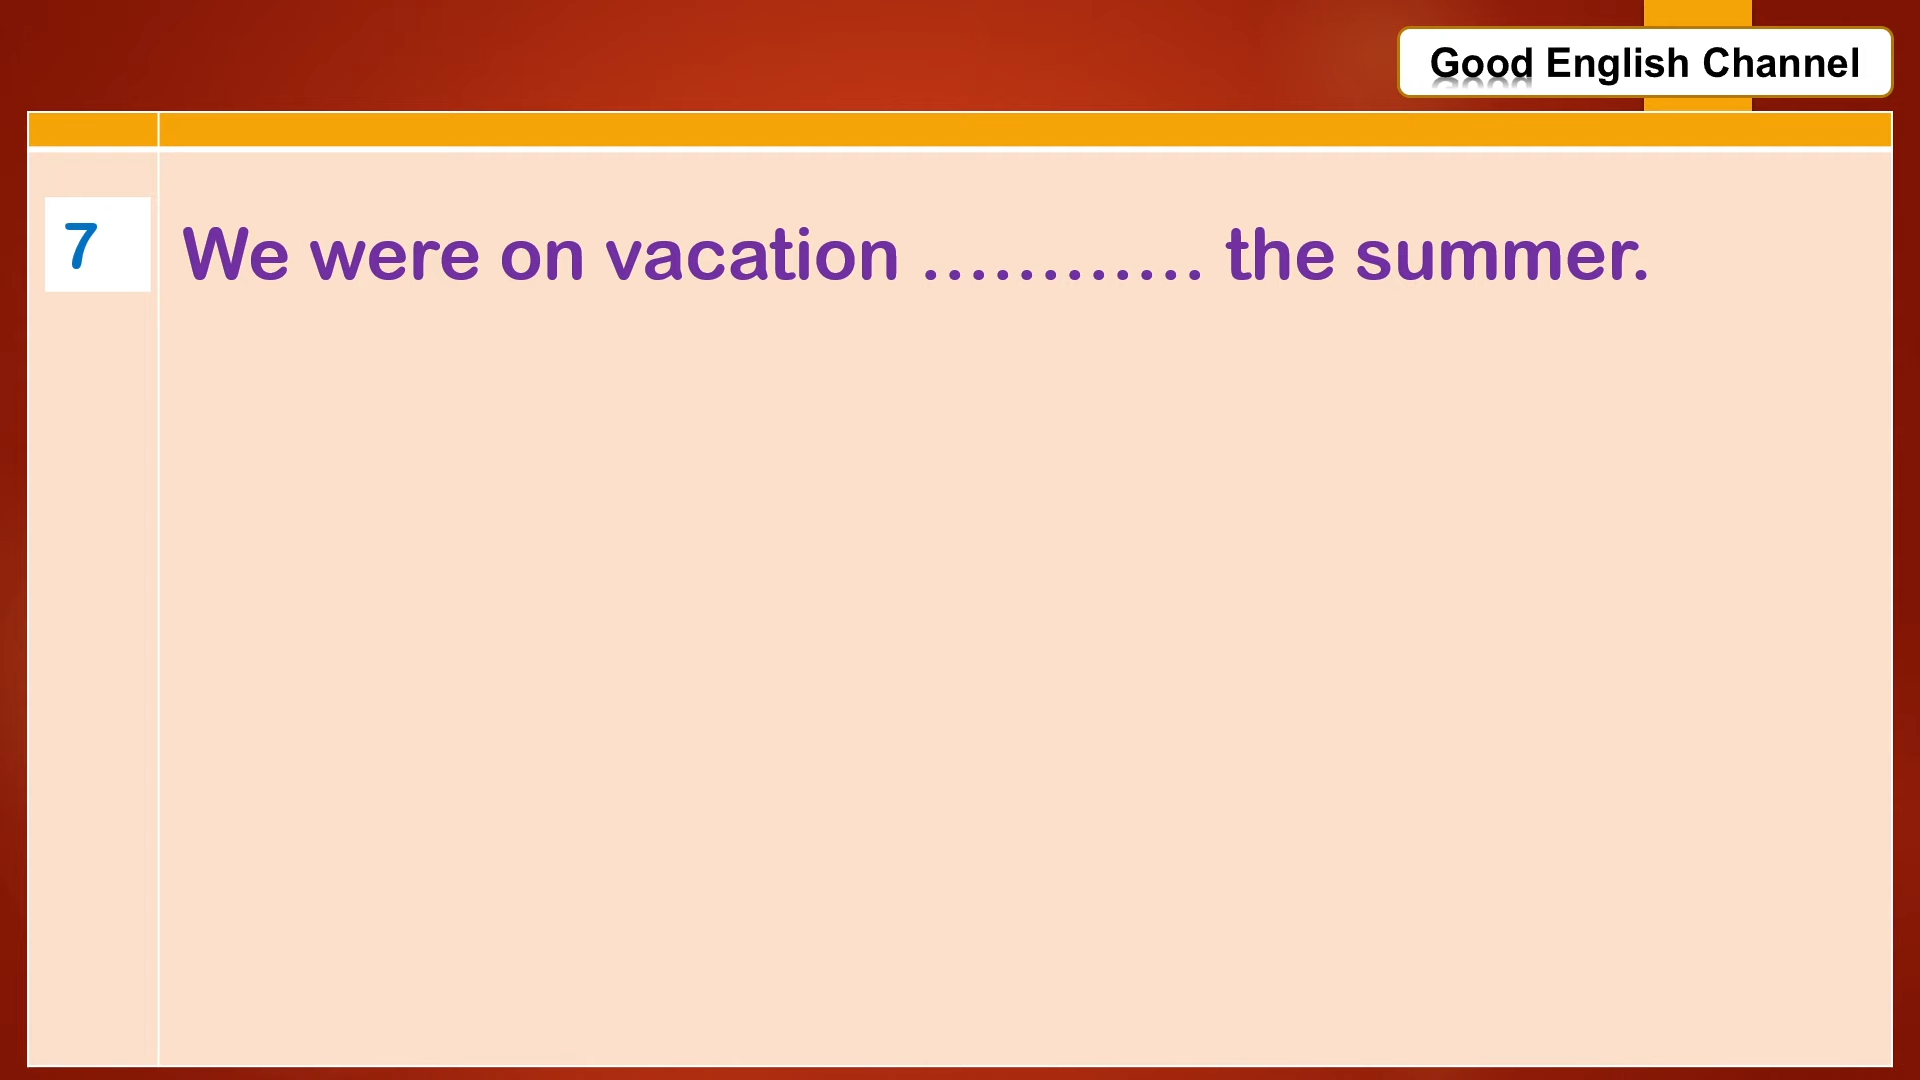 Good English Channel
7
We were on vacation ............ the summer.